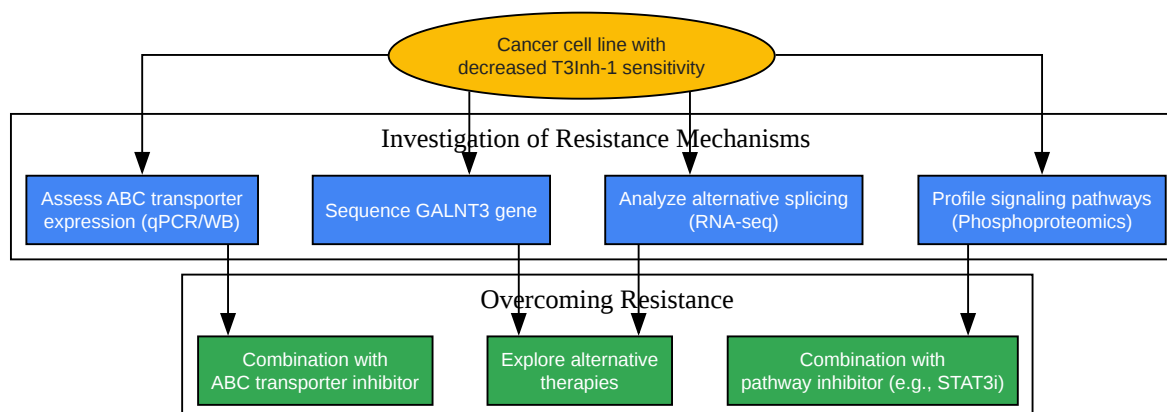 Cancer cell line with
decreased T3Inh-1 sensitivity
Investigation of Resistance Mechanisms
Assess ABC transporter
expression (qPCR/WB)
Sequence GALNT3 gene
Analyze alternative splicing
(RNA-seq)
Profile signaling pathways
(Phosphoproteomics)
Overcoming Resistance
Combination with
ABC transporter inhibitor
Explore alternative
therapies
Combination with
pathway inhibitor (e.g., STAT3i)